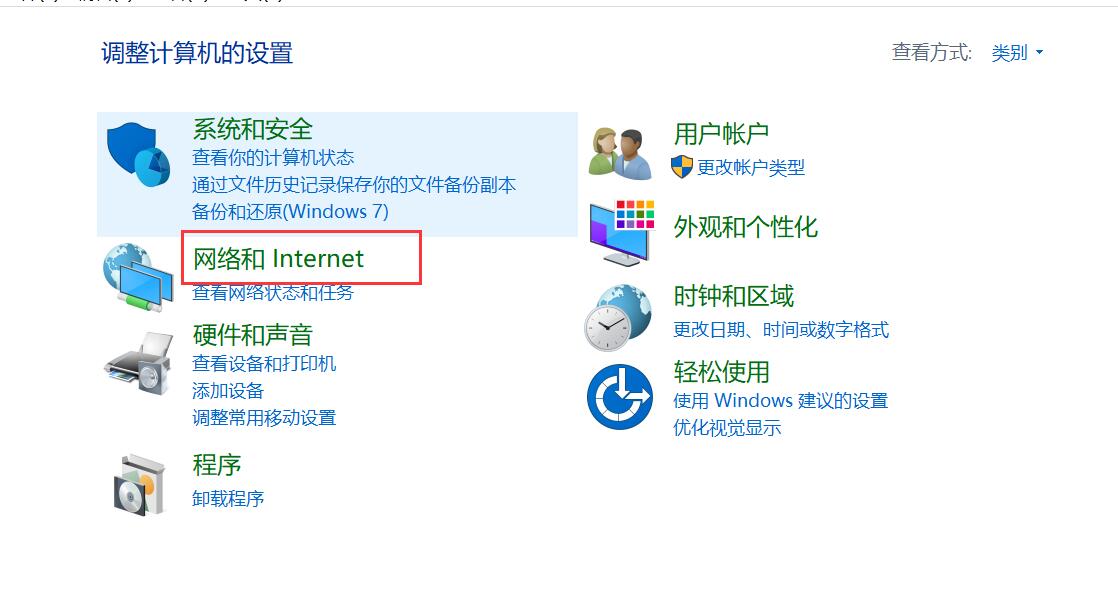 调整计算机的设置
查看方式: 类别
系统和安全
查看你的计算机状态
通过文件历史记录保存你的文件备份副本
备份和还原(Windows 7)
网络和 Internet
查看网络状态和任务
硬件和声音
查看设备和打印机
添加设备
调整常用移动设置
程序
卸载程序
用户帐户
更改帐户类型
外观和个性化
时钟和区域
更改日期、时间或数字格式
轻松使用
使用 Windows 建议的设置
优化视觉显示